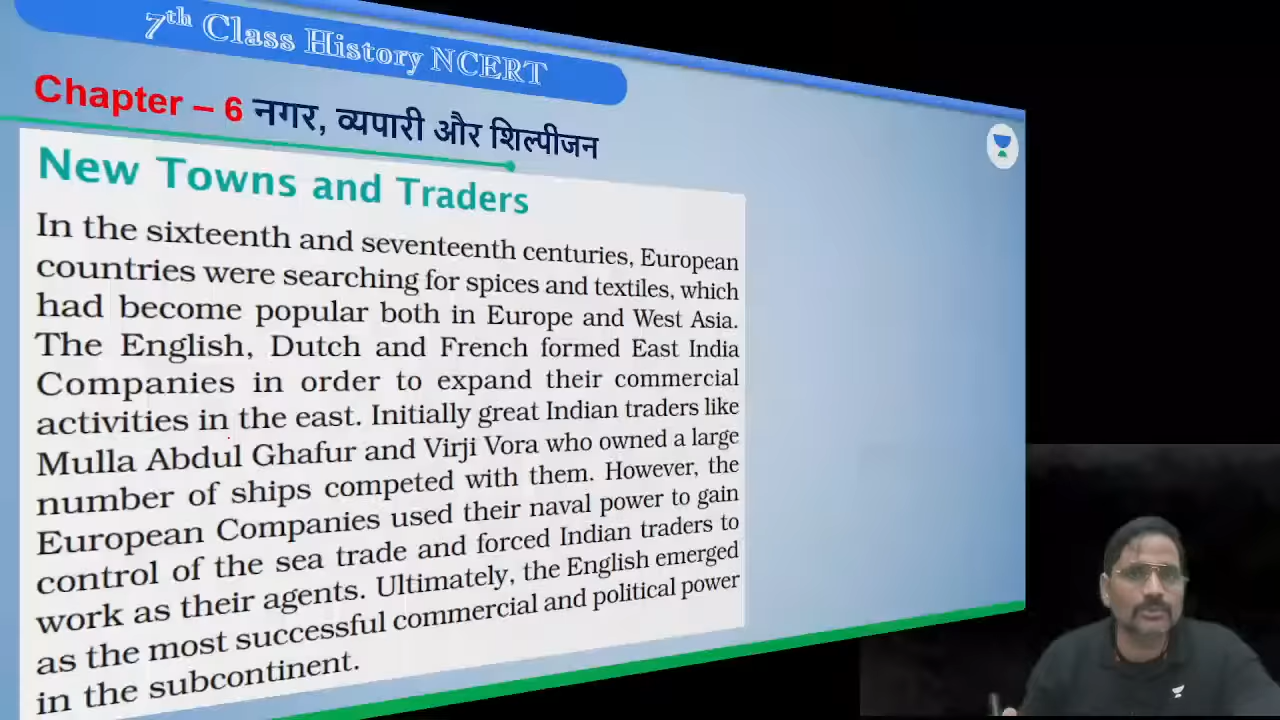 7th Class History NCERT
Chapter – 6 नगर, व्यपारी और शिल्पीजन
New Towns and Traders
In the sixteenth and seventeenth centuries, European
countries were searching for spices and textiles, which
had become popular both in Europe and West Asia.
The English, Dutch and French formed East India
Companies in order to expand their commercial
activities in the east. Initially great Indian traders like
Mulla Abdul Ghafur and Virji Vora who owned a large
number of ships competed with them. However, the
European Companies used their naval power to gain
control of the sea trade and forced Indian traders to
work as their agents. Ultimately, the English emerged
as the most successful commercial and political power
in the subcontinent.